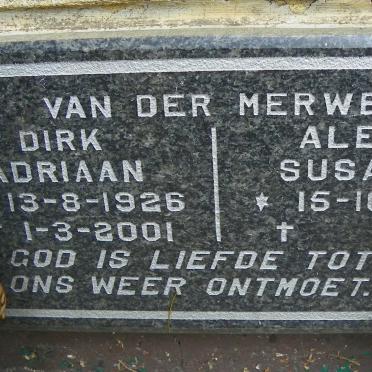 VAN DER MERWE
DIRK
ADRIAAN
13-8-1926
1-3-2001
ALE
SUSA
* 15-1
†
GOD IS LIEFDE TOT
ONS WEER ONTMOET.